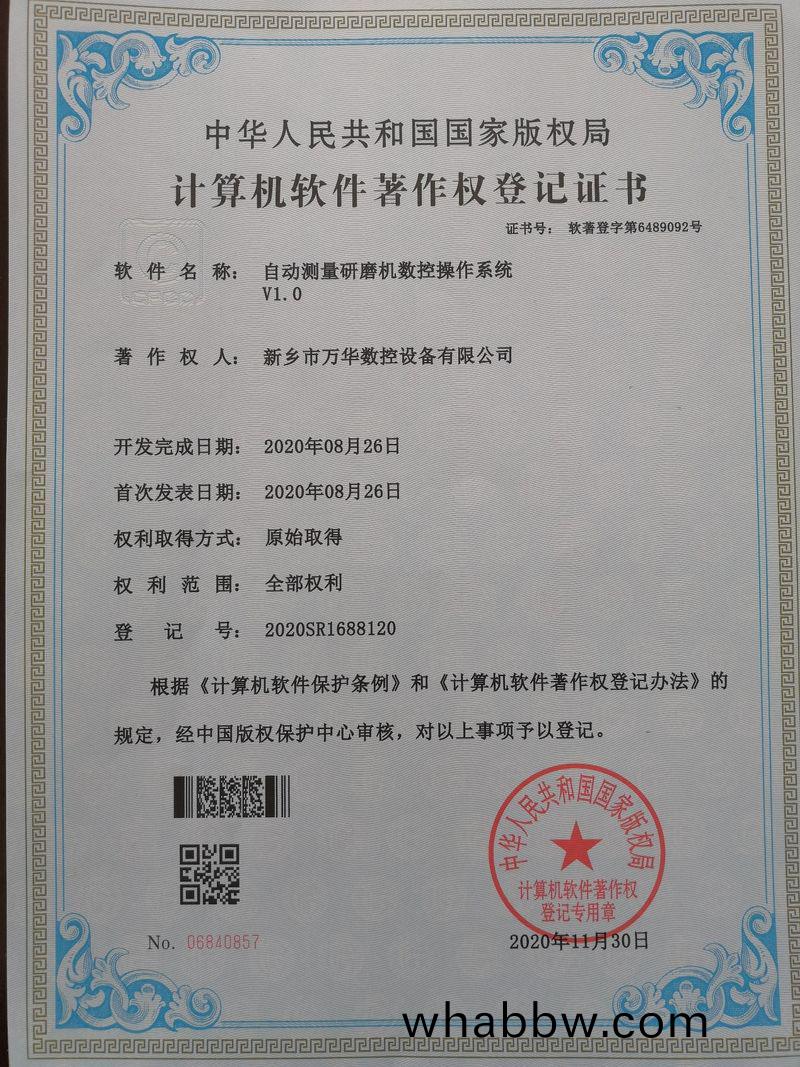 中华人民共和国国家版权局
计算机软件著作权登记证书
证书号： 软著登字第6489092号
软件名称： 自动测量研磨机数控操作系统
V1.0
著作权人： 新乡市万华数控设备有限公司
开发完成日期： 2020年08月26日
首次发表日期： 2020年08月26日
权利取得方式： 原始取得
权利范围： 全部权利
登记号： 2020SR1688120
根据《计算机软件保护条例》和《计算机软件著作权登记办法》的
规定，经中国版权保护中心审核，对以上事项予以登记。
中华人民共和国国家版权局
计算机软件著作权
登记专用章
No. 06840857
2020年11月30日
whabbw.com